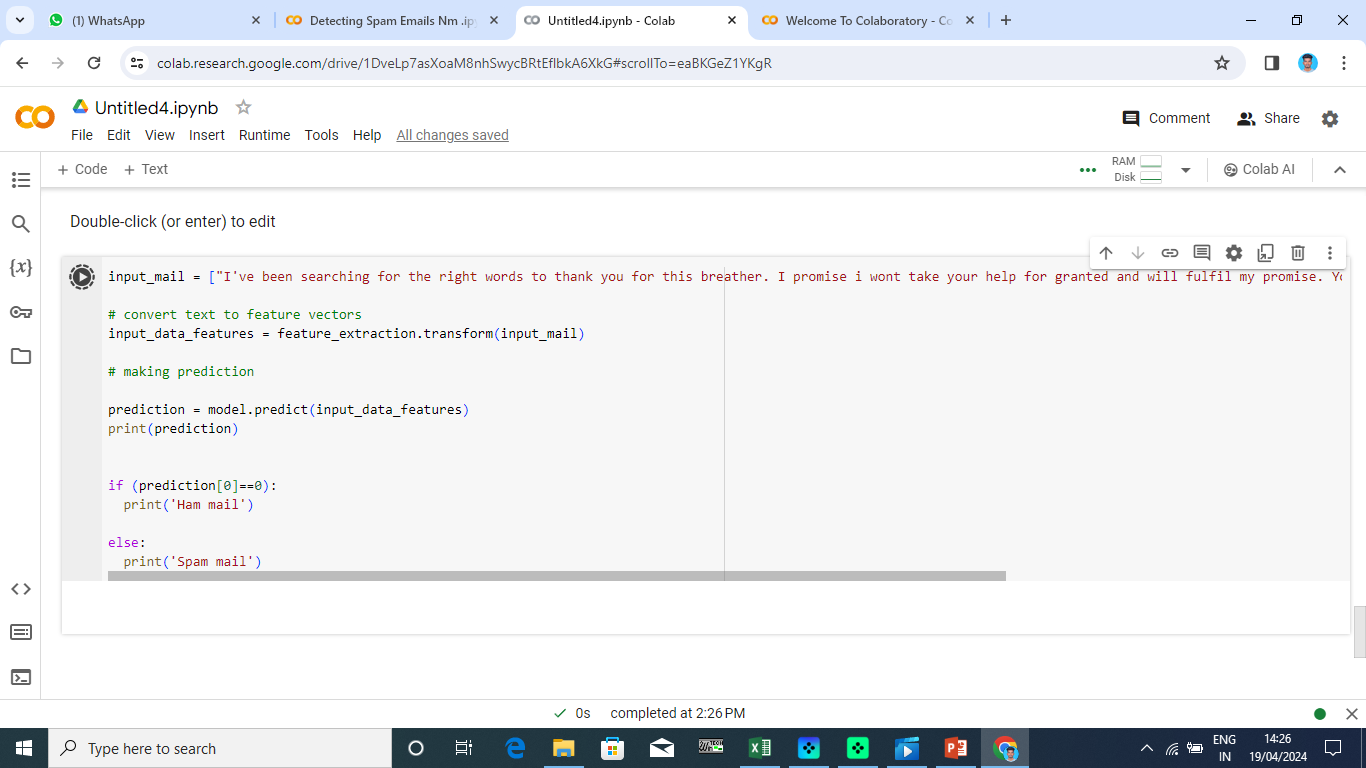 (1) WhatsApp
Detecting Spam Emails Nm .ip
Untitled4.ipynb - Colab
Welcome To Colaboratory - Co
colab.research.google.com/drive/1DveLp7asXoaM8nhSwycBRtEfIbkA6XkG#scrollTo=eaBKGeZ1YKgR
Untitled4.ipynb
Comment
Share
File Edit View Insert Runtime Tools Help All changes saved
+ Code + Text
RAM
Disk
Colab AI
Double-click (or enter) to edit
{x}
input_mail = ["I've been searching for the right words to thank you for this breather. I promise i wont take your help for granted and will fulfil my promise. Yo
# convert text to feature vectors
input_data_features = feature_extraction.transform(input_mail)
# making prediction
prediction = model.predict(input_data_features)
print(prediction)
if (prediction[0]==0):
print('Ham mail')
else:
print('Spam mail')
0s completed at 2:26 PM
Type here to search
ENG
IN
14:26
19/04/2024